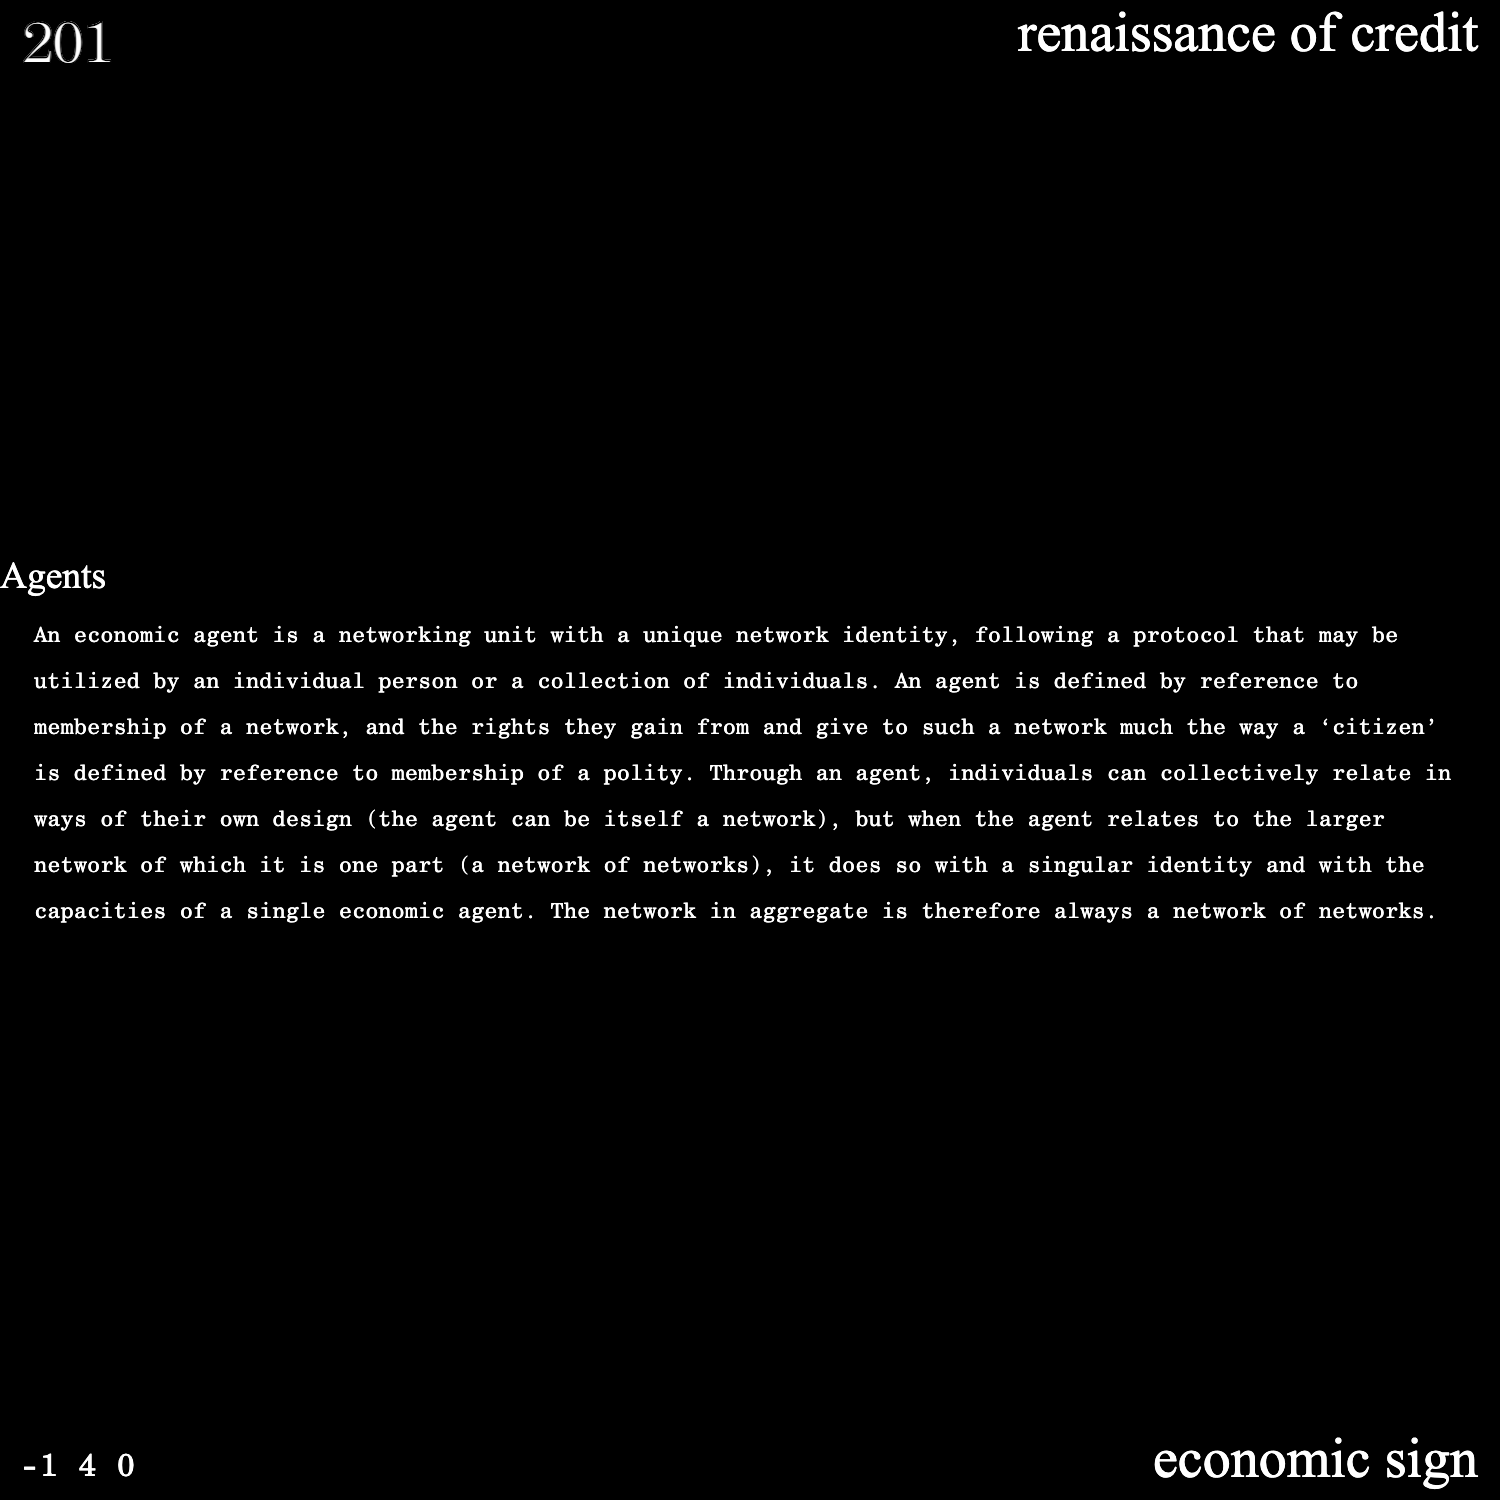 201
renaissance of credit
Agents
An economic agent is a networking unit with a unique network identity, following a protocol that may be
utilized by an individual person or a collection of individuals. An agent is defined by reference to
membership of a network, and the rights they gain from and give to such a network much the way a ‘citizen’
is defined by reference to membership of a polity. Through an agent, individuals can collectively relate in
ways of their own design (the agent can be itself a network), but when the agent relates to the larger
network of which it is one part (a network of networks), it does so with a singular identity and with the
capacities of a single economic agent. The network in aggregate is therefore always a network of networks.
-1 4 0
economic sign